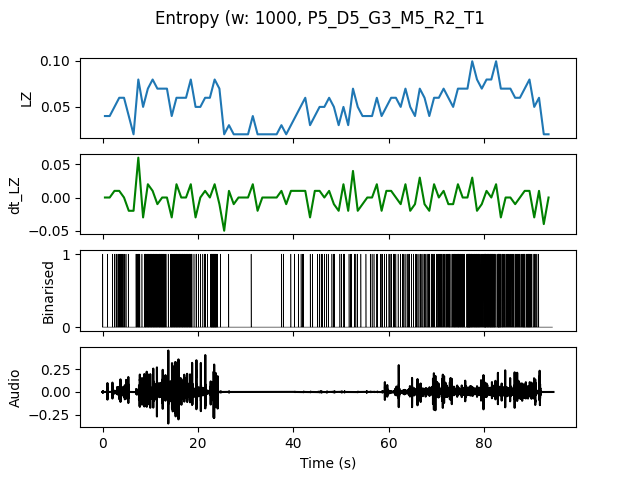 Entropy (w: 1000, P5_D5_G3_M5_R2_T1
0.10
0.05
LZ
0.05
0.00
−0.05
dt_LZ
1
0
Binarised
0.25
0.00
−0.25
Audio
0 20 40 60 80
Time (s)